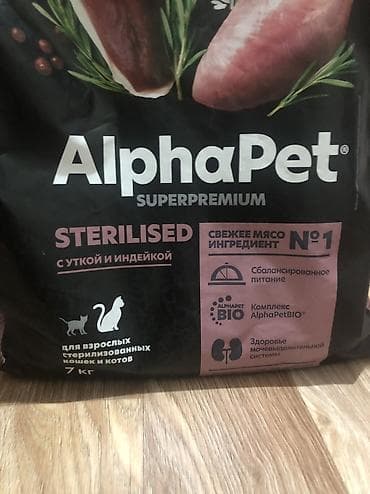 AlphaPet®
SUPERPREMIUM
STERILISED
С УТКОЙ И ИНДЕЙКОЙ
СВЕЖЕЕ МЯСО
ИНГРЕДИЕНТ №1
Сбалансированное
питание
ALPHAPET
BIO
Комплекс
AlphaPetBIO®
Здоровье
мочевыделительной
системы
для взрослых
стерилизованных
кошек и котов
7 кг